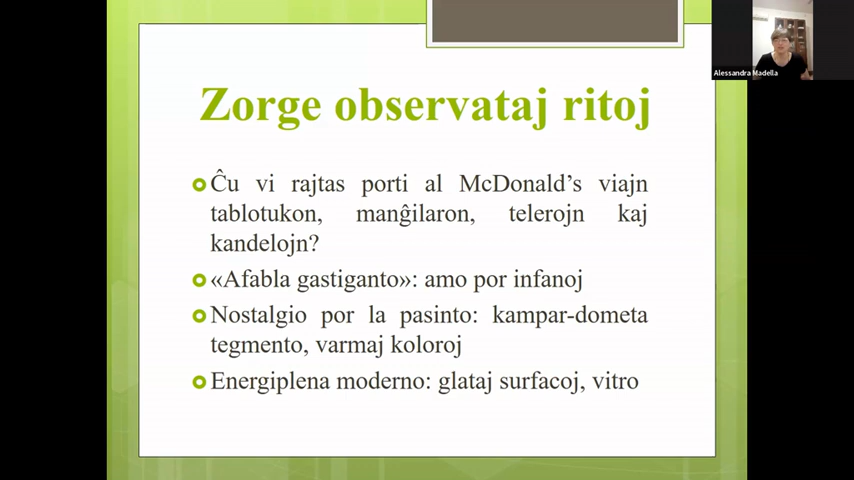 Alessandra Madella
Zorge observataj ritoj
Ĉu vi rajtas porti al McDonald's viajn
tablotukon, manĝilaron, telerojn kaj
kandelojn?
«Afabla gastiganto»: amo por infanoj
Nostalgio por la pasinto: kampar-dometa
tegmento, varmaj koloroj
Energiplena moderno: glataj surfacoj, vitro